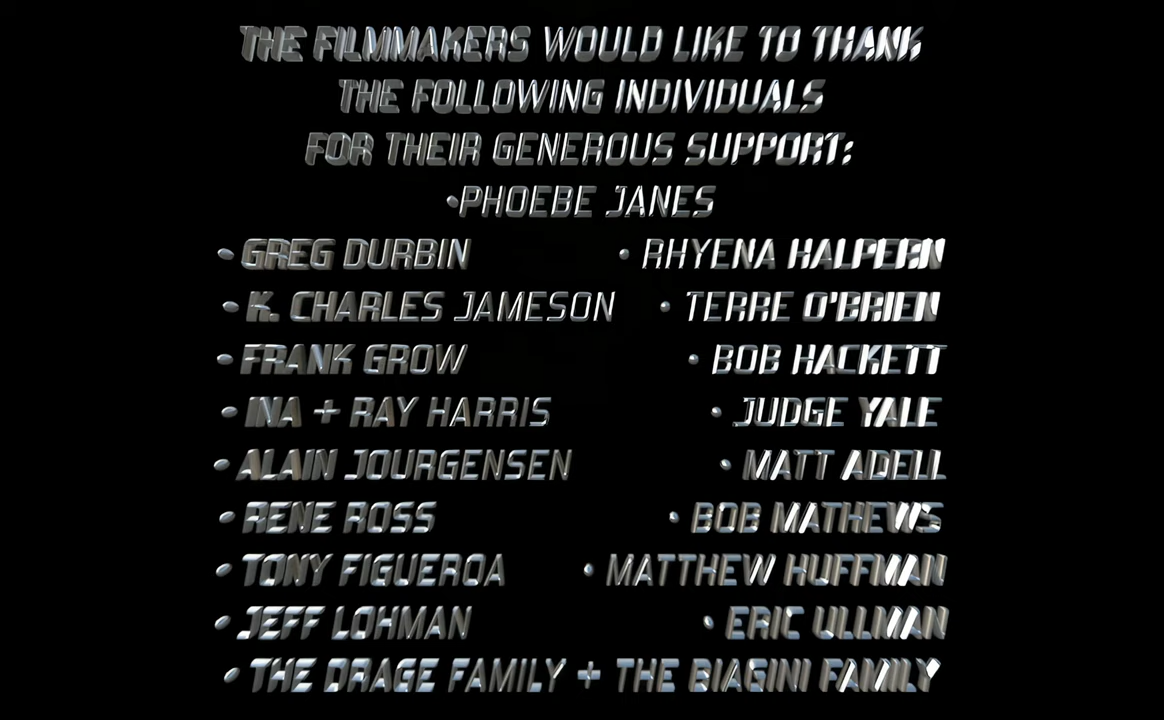 THE FILMMAKERS WOULD LIKE TO THANK
THE FOLLOWING INDIVIDUALS
FOR THEIR GENEROUS SUPPORT:
•PHOEBE JANES
• GREG DURBIN • RHYENA HALPERN
• K. CHARLES JAMESON • TERRE O'BRIEN
• FRANK GROW • BOB HACKETT
• INA + RAY HARRIS • JUDGE YALE
• ALAIN JOURGENSEN • MATT ADELL
• RENE ROSS • BOB MATHEWS
• TONY FIGUEROA • MATTHEW HUFFMAN
• JEFF LOHMAN • ERIC ULLMAN
• THE DRAGE FAMILY + THE BIAGINI FAMILY